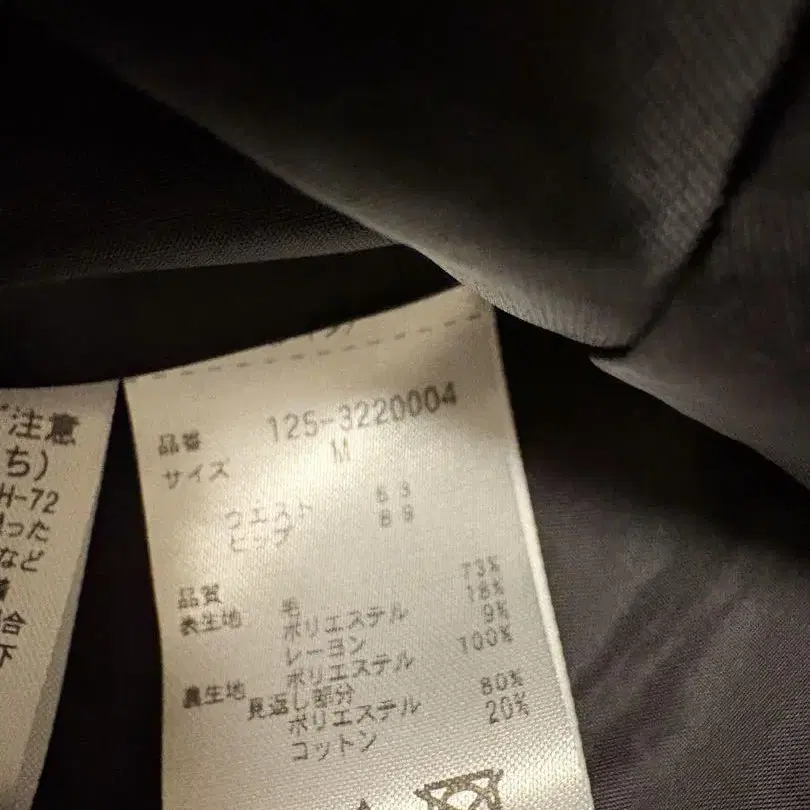 ご注意
ち)
H-72
った
など
合
下
品番 125-3220004
サイズ M
ウエスト 63
ヒップ 89
品質
表生地 毛 73%
ポリエステル 18%
レーヨン 9%
裏生地 ポリエステル 100%
見返し部分
ポリエステル 80%
コットン 20%